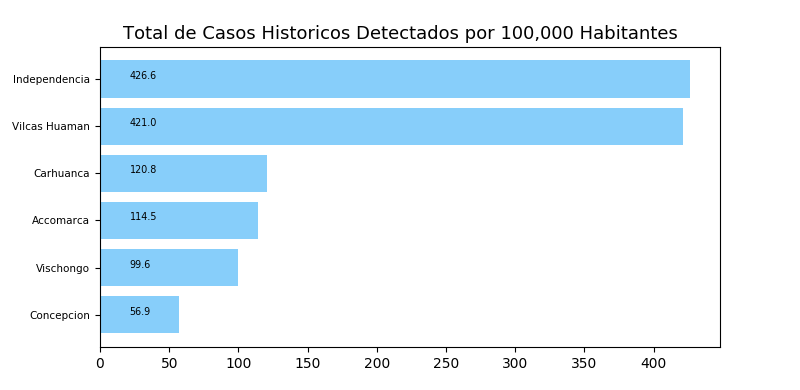 Total de Casos Historicos Detectados por 100,000 Habitantes
Independencia 426.6
Vilcas Huaman 421.0
Carhuanca 120.8
Accomarca 114.5
Vischongo 99.6
Concepcion 56.9
0 50 100 150 200 250 300 350 400